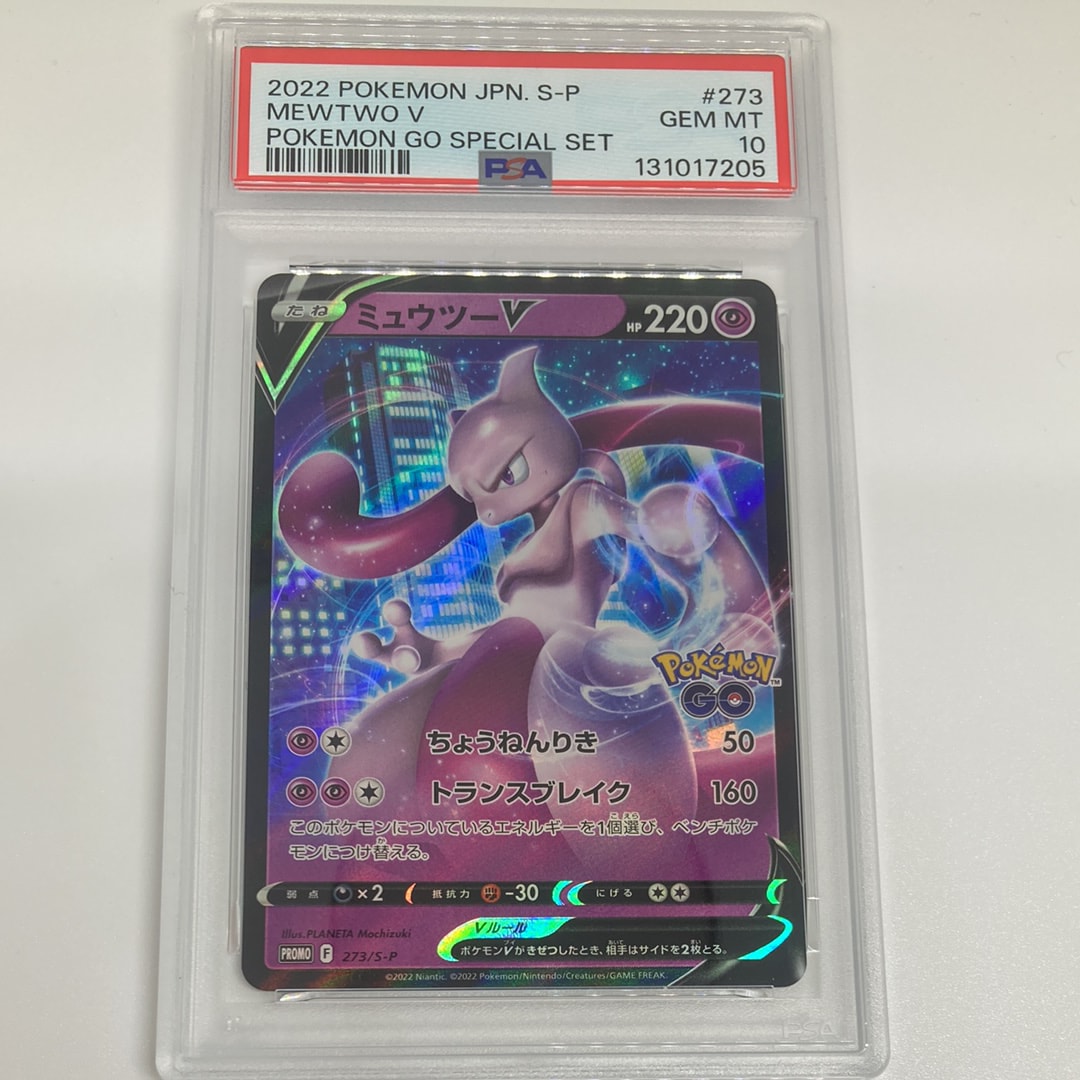 2022 POKEMON JPN. S-P #273
MEWTWO V GEM MT
POKEMON GO SPECIAL SET 10
PSA 131017205
たね ミュウツーV HP 220
Pokémon
GO
TM
ちょうねんりき 50
トランスブレイク 160
このポケモンについているエネルギーを1個選び、ベンチポケ
モンにつけ替える。
弱点 ×2 抵抗力 -30 にげる
Illus. PLANETA Mochizuki
Vルール
ポケモンVがきぜつしたとき、相手はサイドを2枚とる。
PROMO F 273/S-P
©2022 Niantic. ©2022 Pokémon/Nintendo/Creatures/GAME FREAK.
PSA